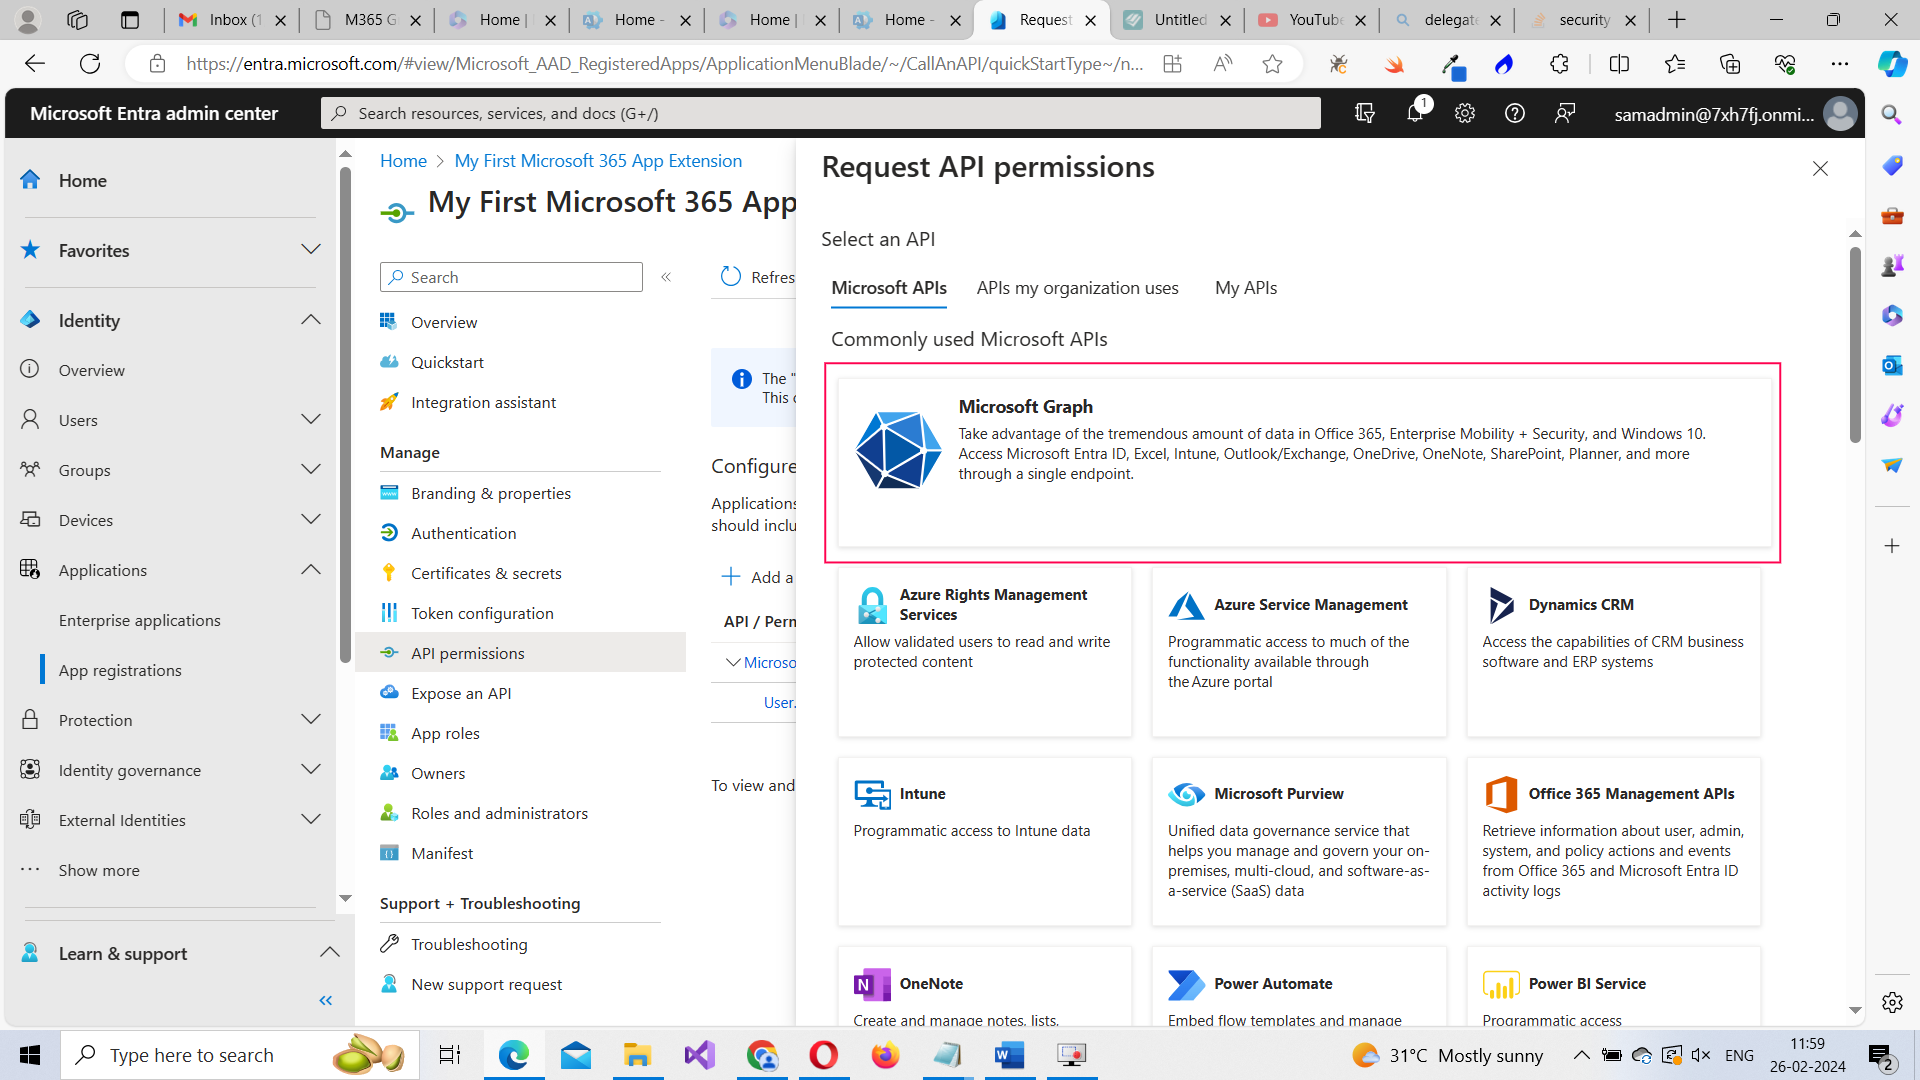 Inbox (1
M365 G
Home |
Home -
Home |
Home -
Request
Untitled
YouTube
delegate
security
https://entra.microsoft.com/#view/Microsoft_AAD_RegisteredApps/ApplicationMenuBlade/~/CallAnAPI/quickStartType~/n...
Microsoft Entra admin center
Search resources, services, and docs (G+/)
1
samadmin@7xh7fj.onmi...
Home
Favorites
Identity
Overview
Users
Groups
Devices
Applications
Enterprise applications
App registrations
Protection
Identity governance
External Identities
Show more
Learn & support
Home > My First Microsoft 365 App Extension
My First Microsoft 365 App
Search
Overview
Quickstart
Integration assistant
Manage
Branding & properties
Authentication
Certificates & secrets
Token configuration
API permissions
Expose an API
App roles
Owners
Roles and administrators
Manifest
Support + Troubleshooting
Troubleshooting
New support request
Refres
The "
This c
Configure
Applications
should inclu
Add a
API / Perm
Microso
User.
To view and
Request API permissions
Select an API
Microsoft APIs
APIs my organization uses
My APIs
Commonly used Microsoft APIs
Microsoft Graph
Take advantage of the tremendous amount of data in Office 365, Enterprise Mobility + Security, and Windows 10.
Access Microsoft Entra ID, Excel, Intune, Outlook/Exchange, OneDrive, OneNote, SharePoint, Planner, and more
through a single endpoint.
Azure Rights Management
Services
Allow validated users to read and write
protected content
Azure Service Management
Programmatic access to much of the
functionality available through
the Azure portal
Dynamics CRM
Access the capabilities of CRM business
software and ERP systems
Intune
Programmatic access to Intune data
Microsoft Purview
Unified data governance service that
helps you manage and govern your on-
premises, multi-cloud, and software-as-
a-service (SaaS) data
Office 365 Management APIs
Retrieve information about user, admin,
system, and policy actions and events
from Office 365 and Microsoft Entra ID
activity logs
OneNote
Create and manage notes, lists,
Power Automate
Embed flow templates and manage
Power BI Service
Programmatic access
Type here to search
31°C Mostly sunny
ENG
11:59
26-02-2024
2